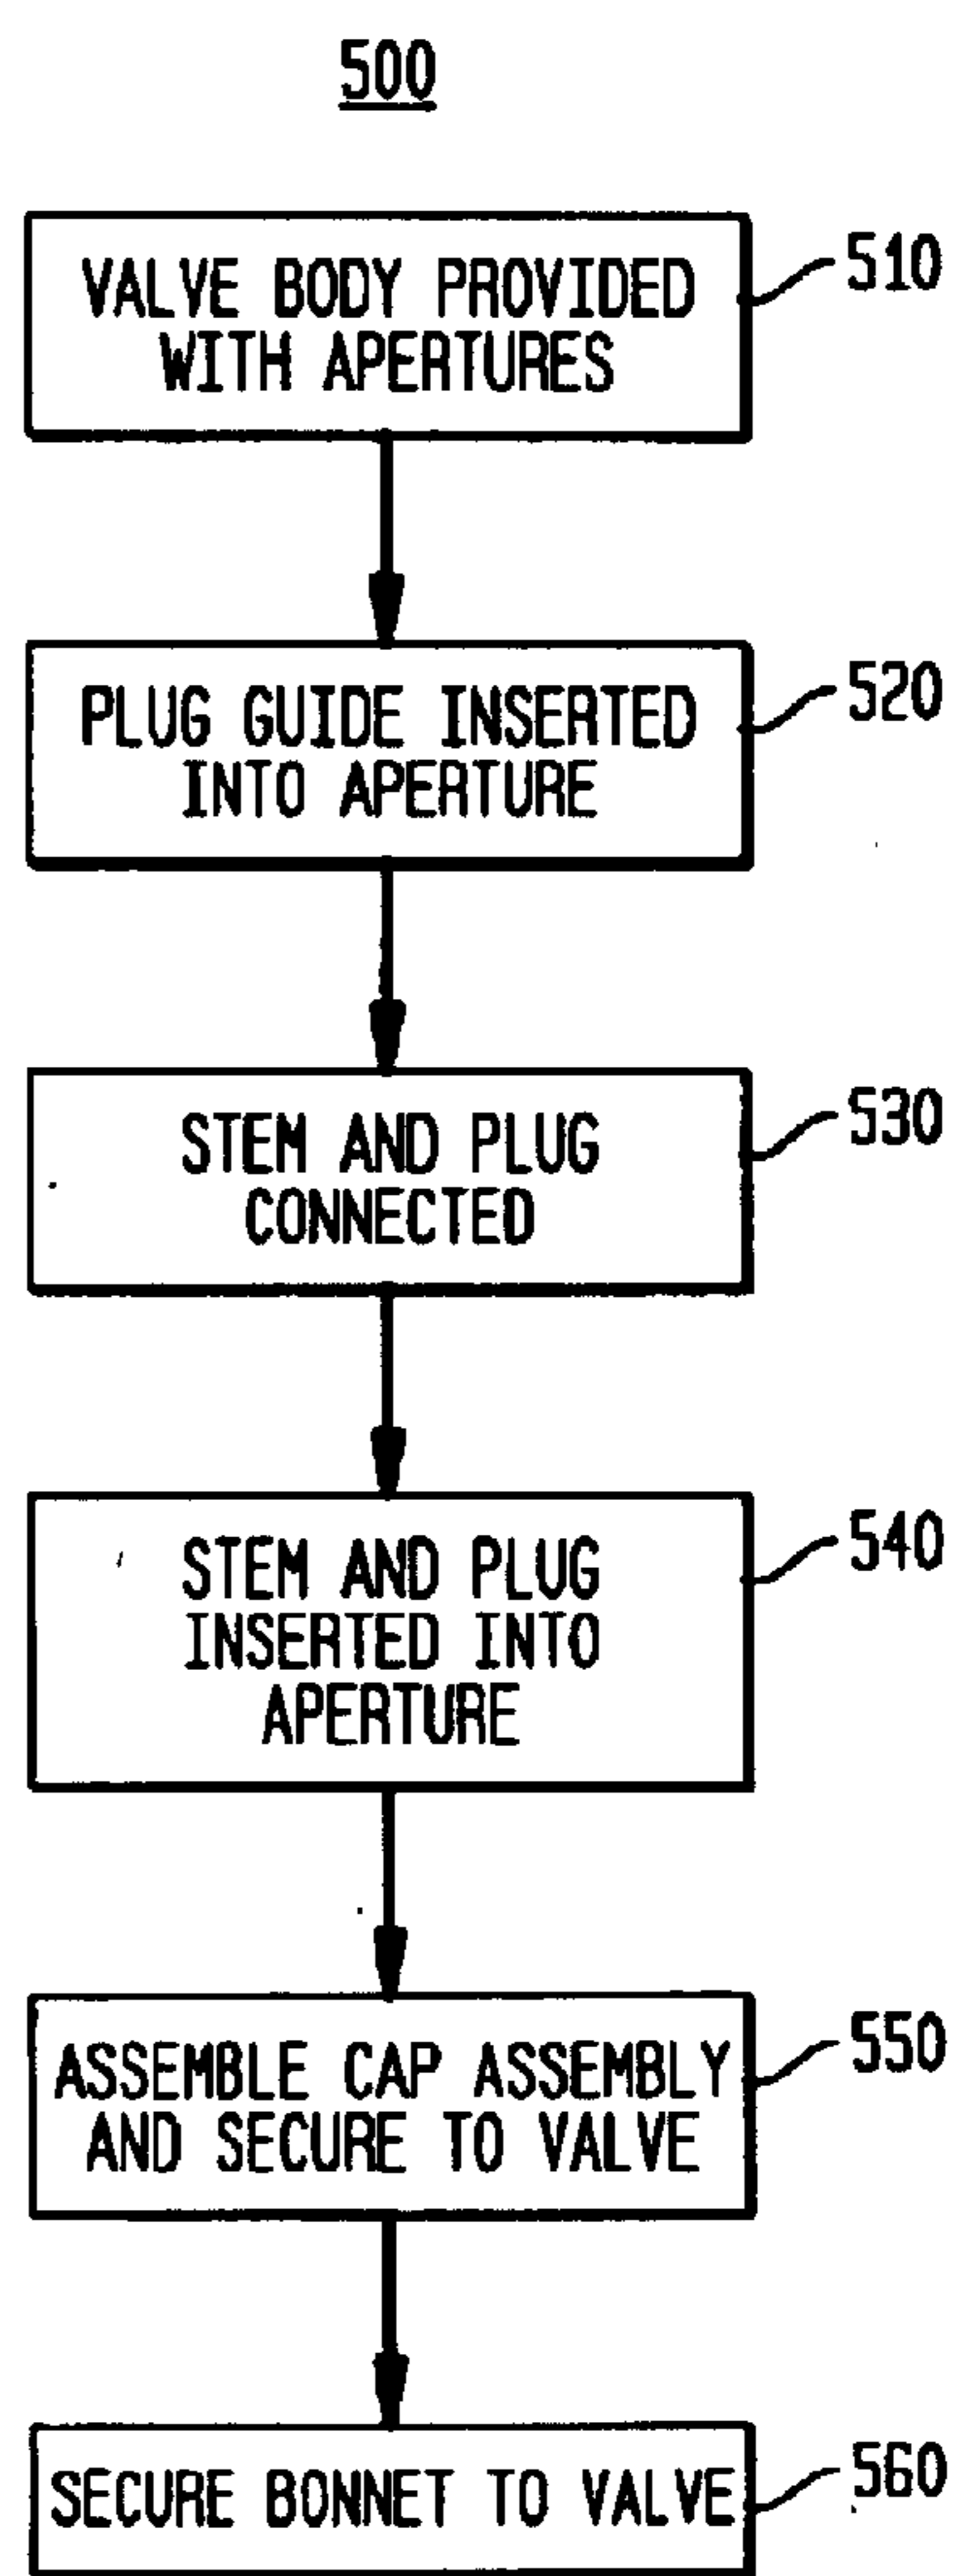 500
VALVE BODY PROVIDED
WITH APERTURES
510
PLUG GUIDE INSERTED
INTO APERTURE
520
STEM AND PLUG
CONNECTED
530
STEM AND PLUG
INSERTED INTO
APERTURE
540
ASSEMBLE CAP ASSEMBLY
AND SECURE TO VALVE
550
SECURE BONNET TO VALVE
560